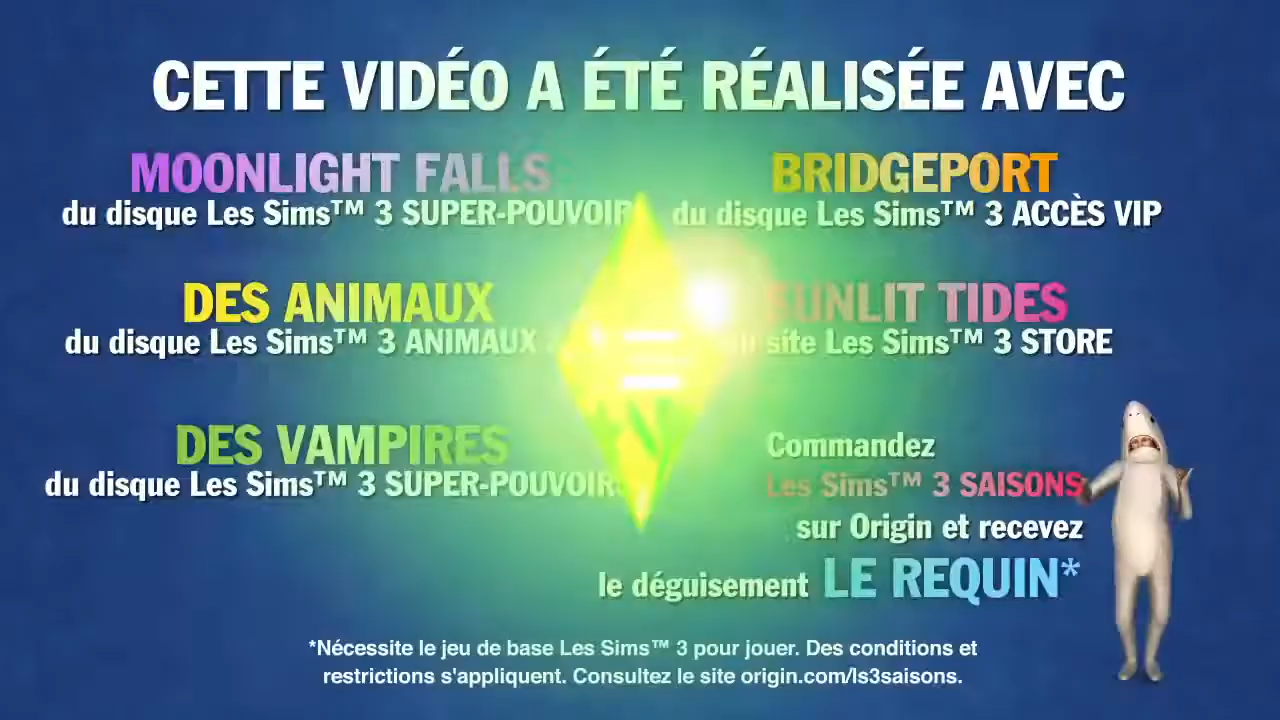 CETTE VIDÉO A ÉTÉ RÉALISÉE AVEC
MOONLIGHT FALLS
du disque Les Sims™ 3 SUPER-POUVOIR
BRIDGEPORT
du disque Les Sims™ 3 ACCÈS VIP
DES ANIMAUX
du disque Les Sims™ 3 ANIMAUX &
SUNLIT TIDES
du site Les Sims™ 3 STORE
DES VAMPIRES
du disque Les Sims™ 3 SUPER-POUVOIRS
Commandez
Les Sims™ 3 SAISONS
sur Origin et recevez
le déguisement LE REQUIN*
*Nécessite le jeu de base Les Sims™ 3 pour jouer. Des conditions et
restrictions s'appliquent. Consultez le site origin.com/ls3saisons.